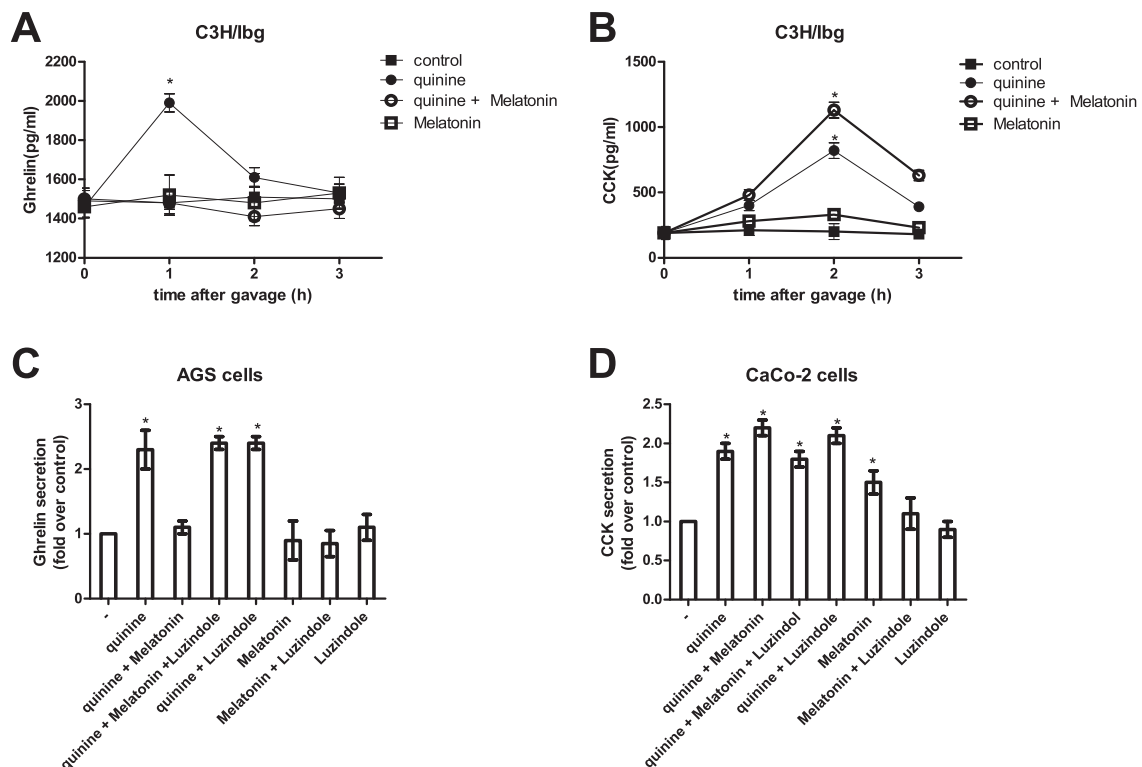 A
C3H/Ibg
Ghrelin(pg/ml)
2200
2000
1800
1600
1400
1200
*
0 1 2 3
time after gavage (h)
control
quinine
quinine + Melatonin
Melatonin
B
C3H/Ibg
CCK(pg/ml)
1500
1000
500
0
*
*
0 1 2 3
time after gavage (h)
control
quinine
quinine + Melatonin
Melatonin
C
AGS cells
Ghrelin secretion
(fold over control)
3
2
1
0
* * *
-
quinine
quinine + Melatonin
quinine + Melatonin +Luzindole
quinine + Luzindole
Melatonin
Melatonin + Luzindole
Luzindole
D
CaCo-2 cells
CCK secretion
(fold over control)
2.5
2.0
1.5
1.0
0.5
0.0
* * * * *
-
quinine
quinine + Melatonin
quinine + Melatonin + Luzindol
quinine + Luzindole
Melatonin
Melatonin + Luzindole
Luzindole